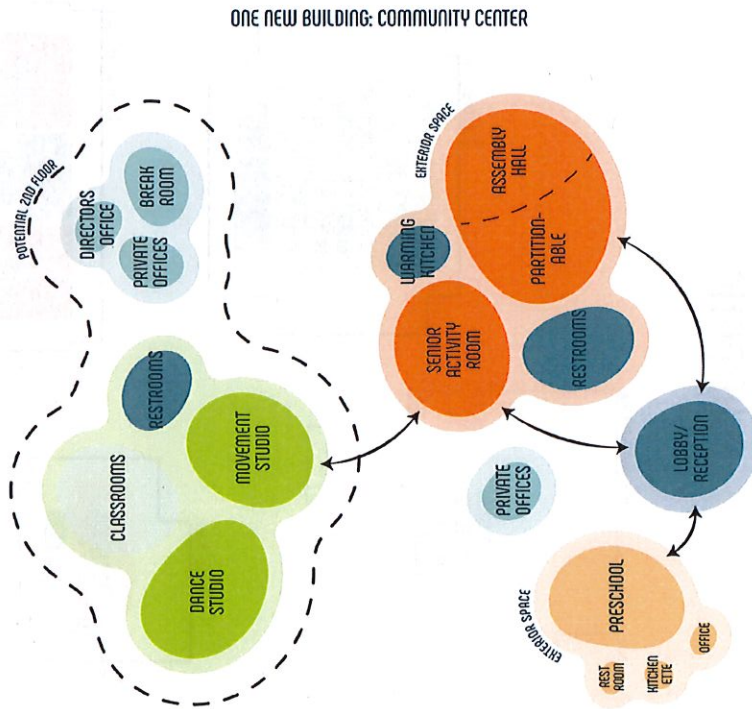 ONE NEW BUILDING: COMMUNITY CENTER
POTENTIAL 2ND FLOOR
DIRECTORS
OFFICE
BREAK
ROOM
PRIVATE
OFFICES
RESTROOMS
CLASSROOMS
MOVEMENT
STUDIO
DANCE
STUDIO
EXTERIOR SPACE
ASSEMBLY
HALL
PARTITION-
ABLE
WARMING
KITCHEN
SENIOR
ACTIVITY
ROOM
RESTROOMS
PRIVATE
OFFICES
LOBBY/
RECEPTION
EXTERIOR SPACE
PRESCHOOL
REST
ROOM
KITCHEN
ETTE
OFFICE